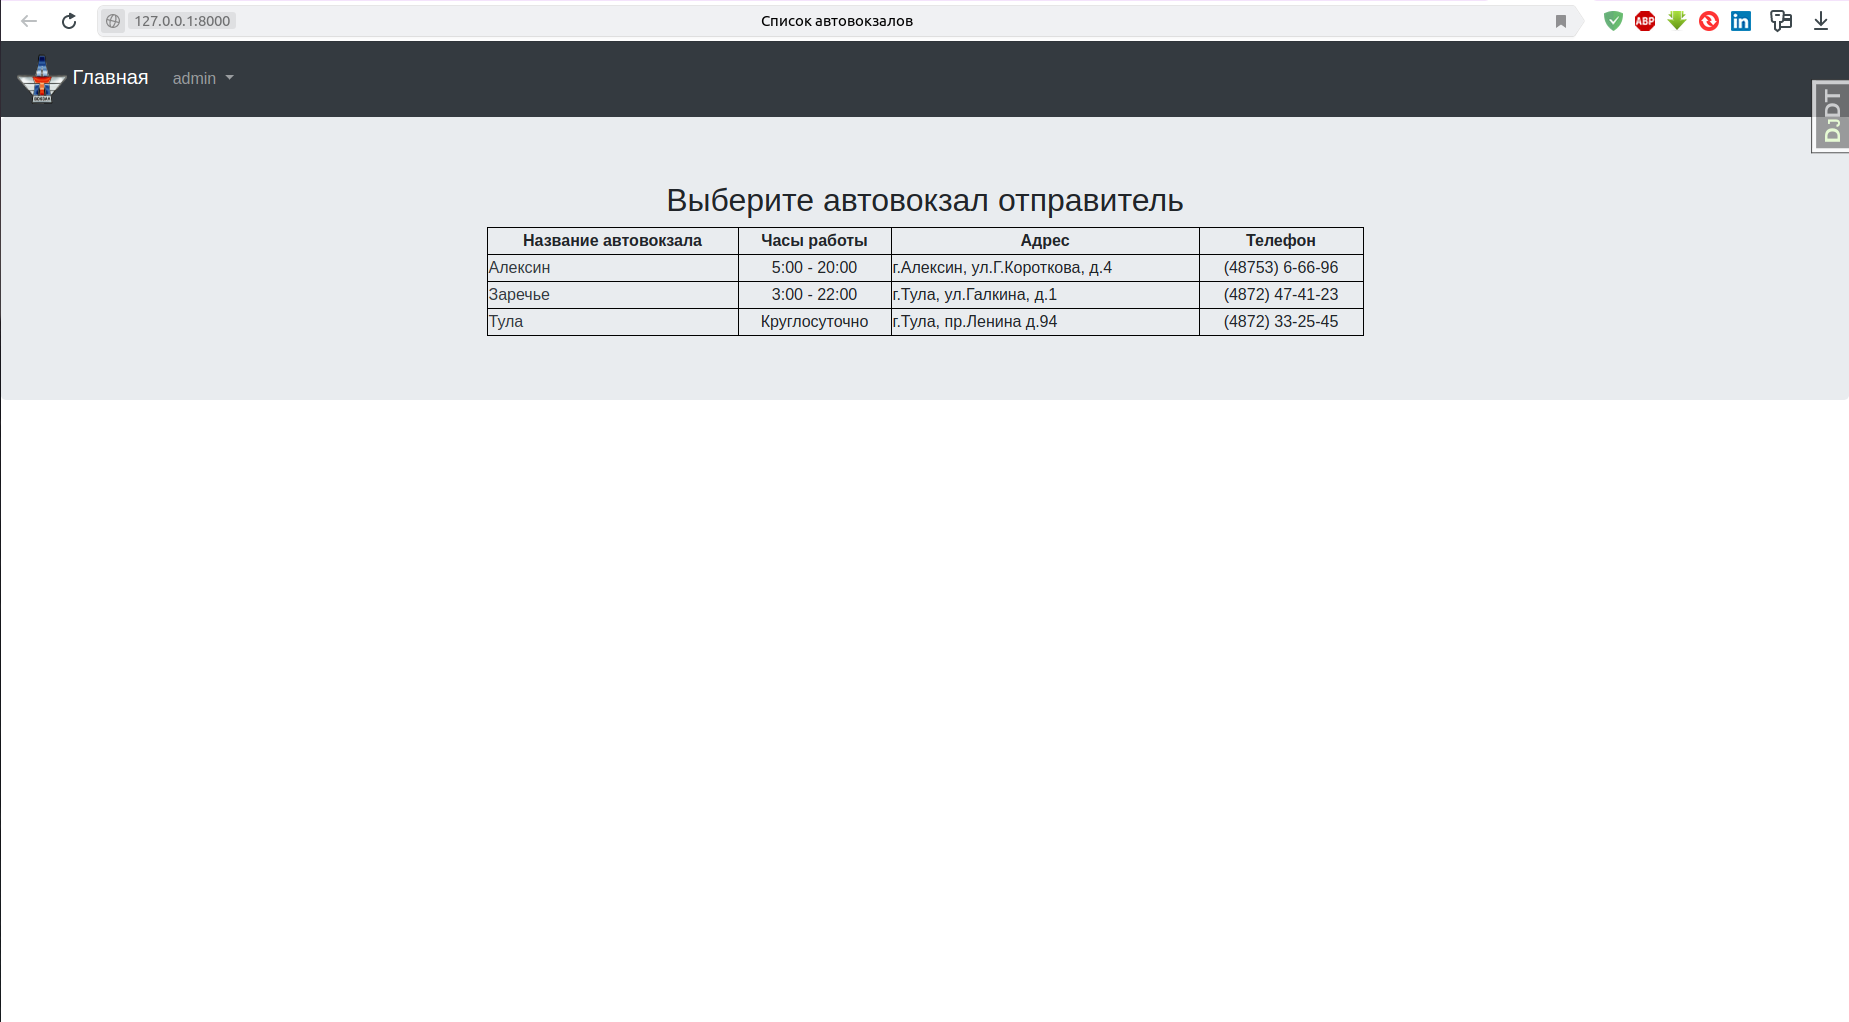 127.0.0.1:8000 Список автовокзалов ABP in
Главная admin
DJDT
Выберите автовокзал отправитель
Название автовокзала Часы работы Адрес Телефон
Алексин 5:00 - 20:00 г.Алексин, ул.Г.Короткова, д.4 (48753) 6-66-96
Заречье 3:00 - 22:00 г.Тула, ул.Галкина, д.1 (4872) 47-41-23
Тула Круглосуточно г.Тула, пр.Ленина д.94 (4872) 33-25-45